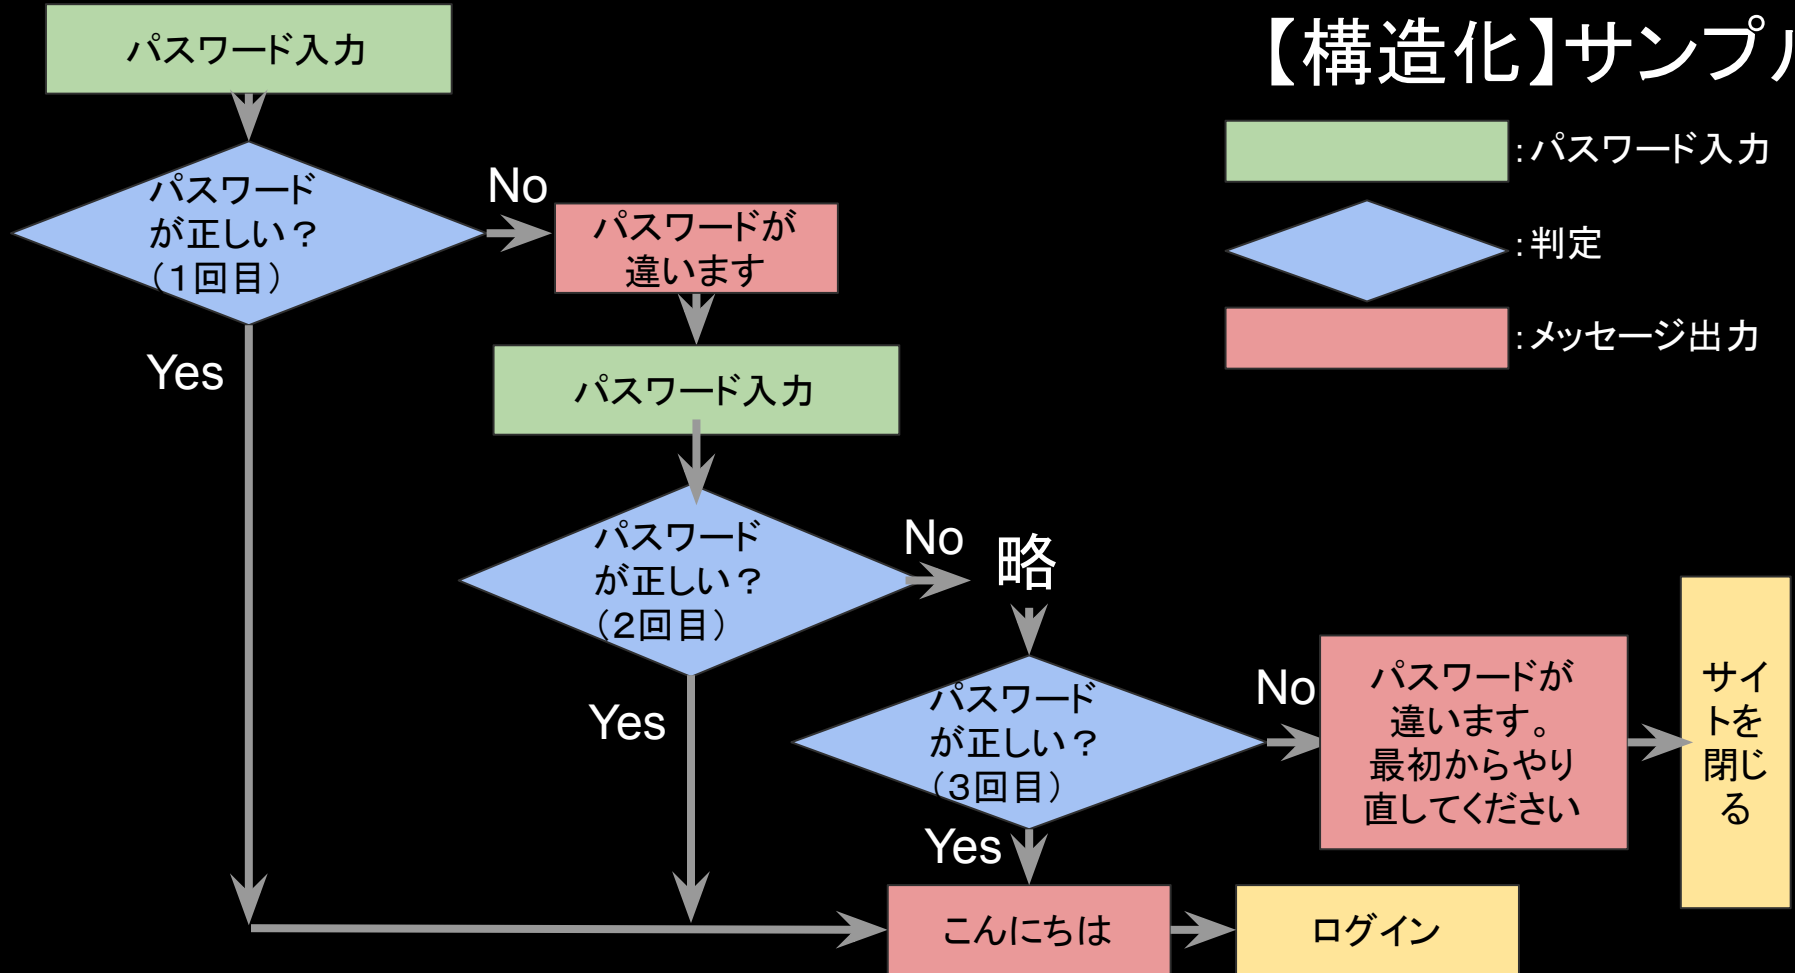 パスワード入力
【構造化】サンプル
：パスワード入力
パスワード
が正しい？
（1回目）
No
パスワードが
違います
：判定
：メッセージ出力
Yes
パスワード入力
パスワード
が正しい？
（2回目）
No
略
Yes
パスワード
が正しい？
（3回目）
No
パスワードが
違います。
最初からやり
直してください
サイ
トを
閉じ
る
Yes
こんにちは
ログイン